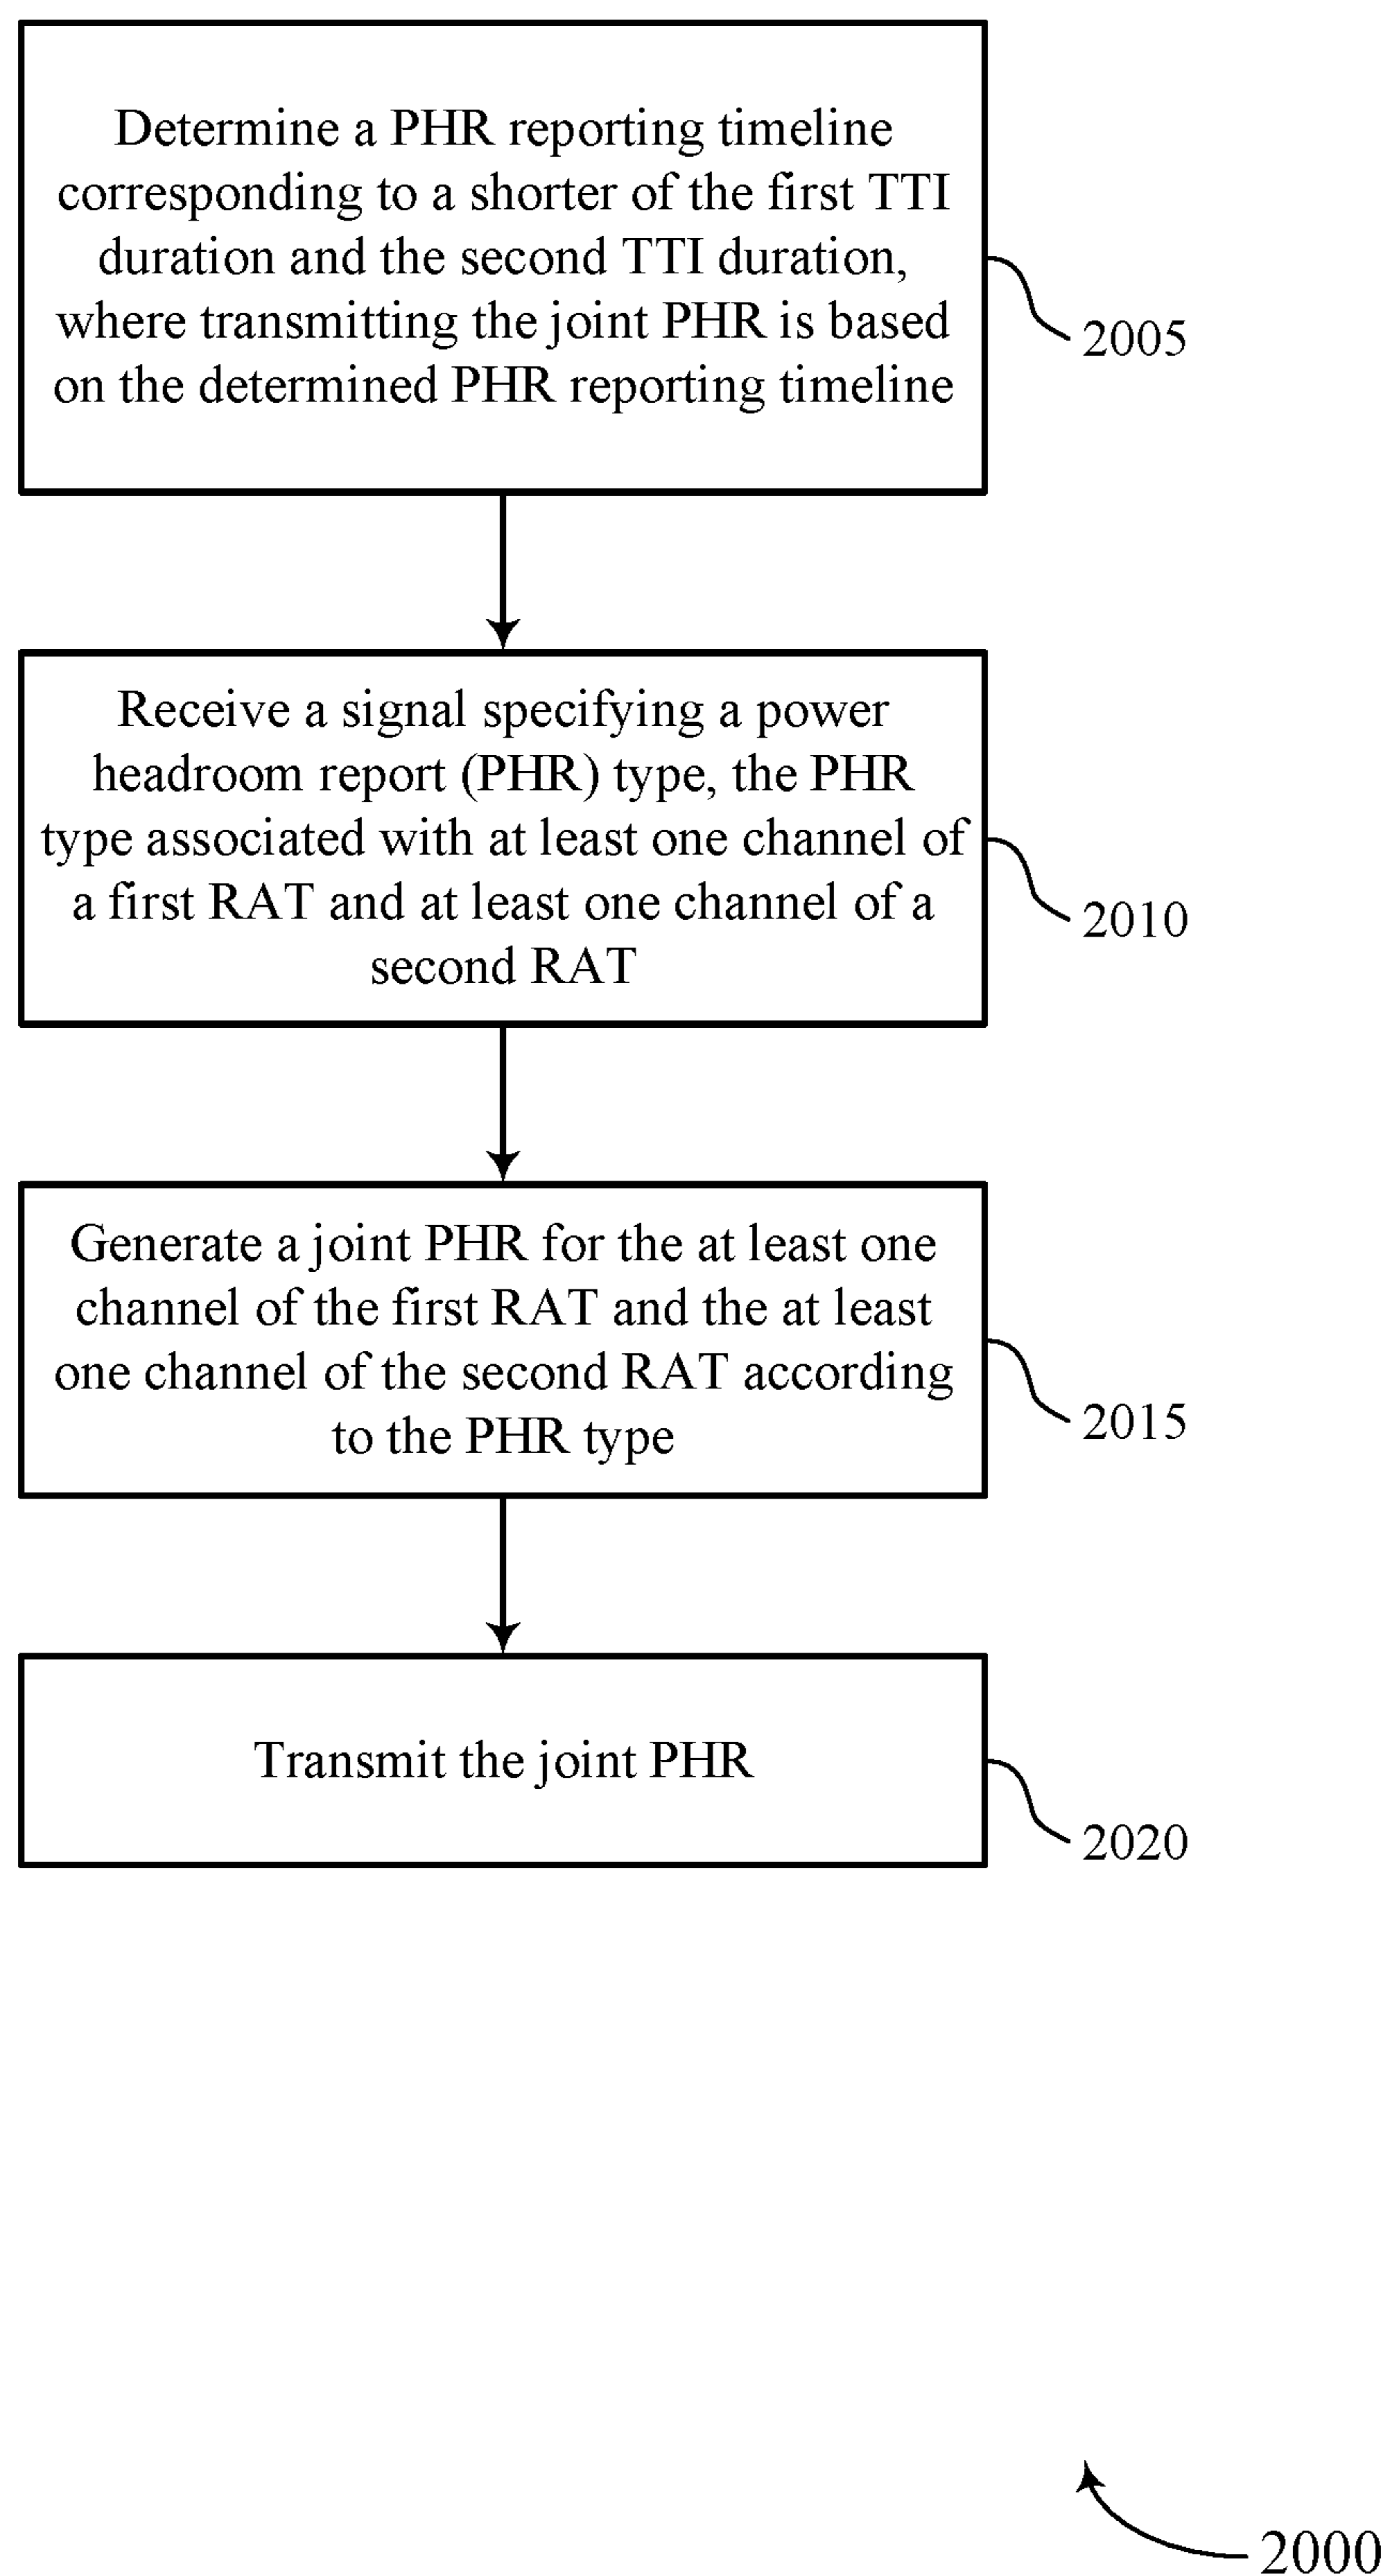 Determine a PHR reporting timeline
corresponding to a shorter of the first TTI
duration and the second TTI duration,
where transmitting the joint PHR is based
on the determined PHR reporting timeline
2005
Receive a signal specifying a power
headroom report (PHR) type, the PHR
type associated with at least one channel of
a first RAT and at least one channel of a
second RAT
2010
Generate a joint PHR for the at least one
channel of the first RAT and the at least
one channel of the second RAT according
to the PHR type
2015
Transmit the joint PHR
2020
2000